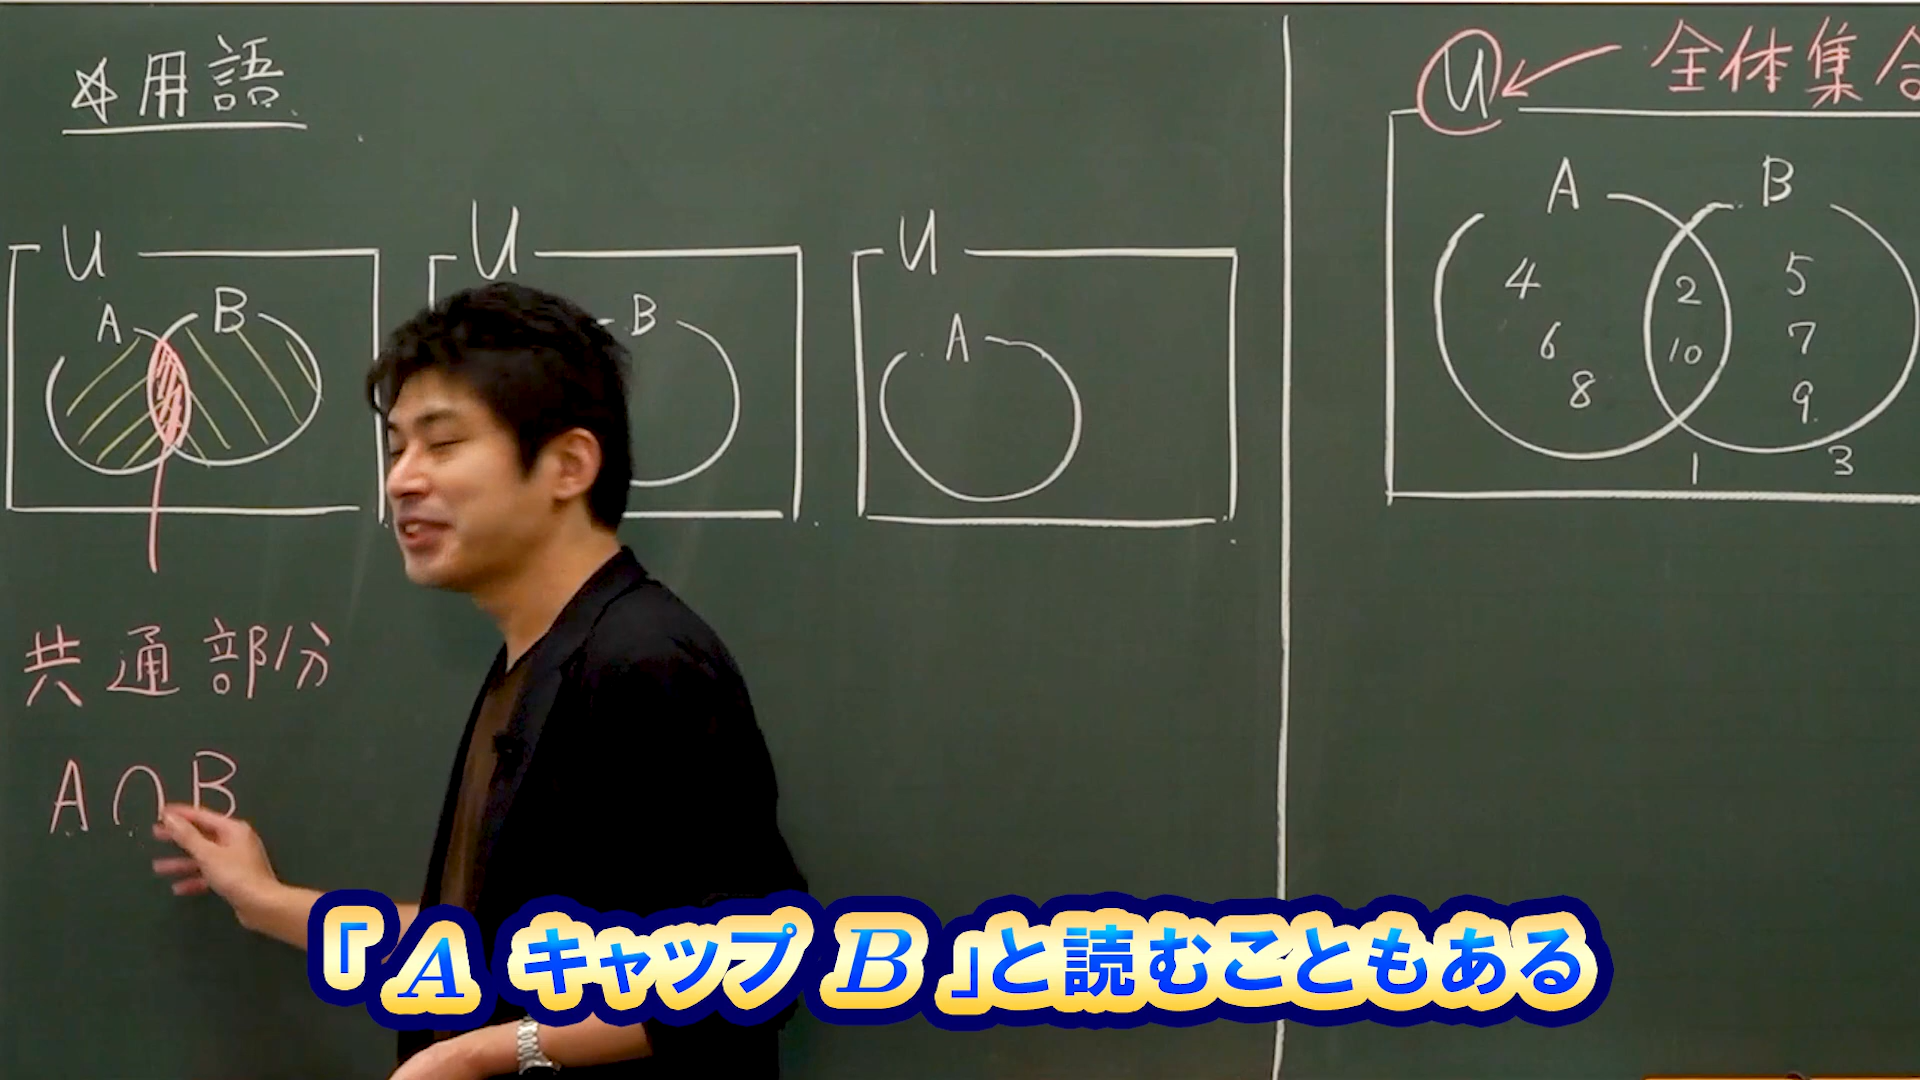 ☆用語
U
A B
共通部分
A∩B
U
B
U
A
U 全体集合
A B
4 2 5
6 10 7
8 9
1 3
「A キャップ B」と読むこともある